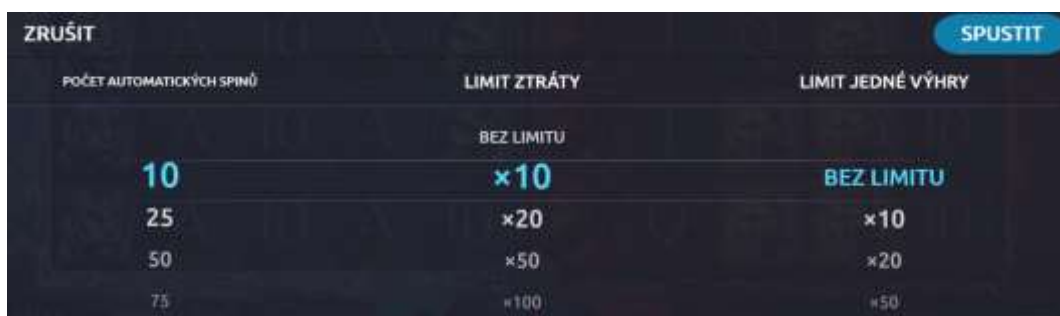 ZRUŠIT SPUSTIT
POČET AUTOMATICKÝCH SPINŮ LIMIT ZTRÁTY LIMIT JEDNÉ VÝHRY
BEZ LIMITU
10 ×10 BEZ LIMITU
25 ×20 ×10
50 ×50 ×20
75 ×100 ×50